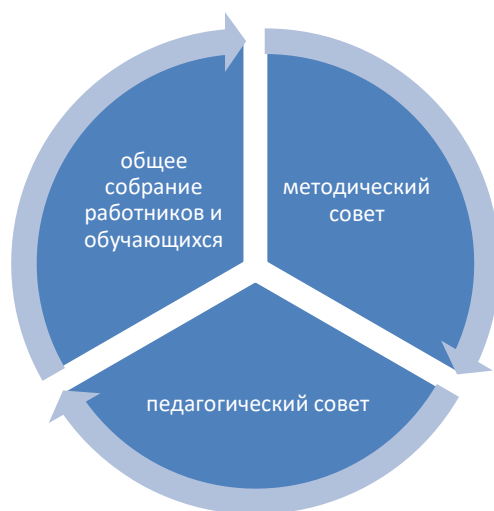 общее
собрание
работников и
обучающихся
методический
совет
педагогический совет